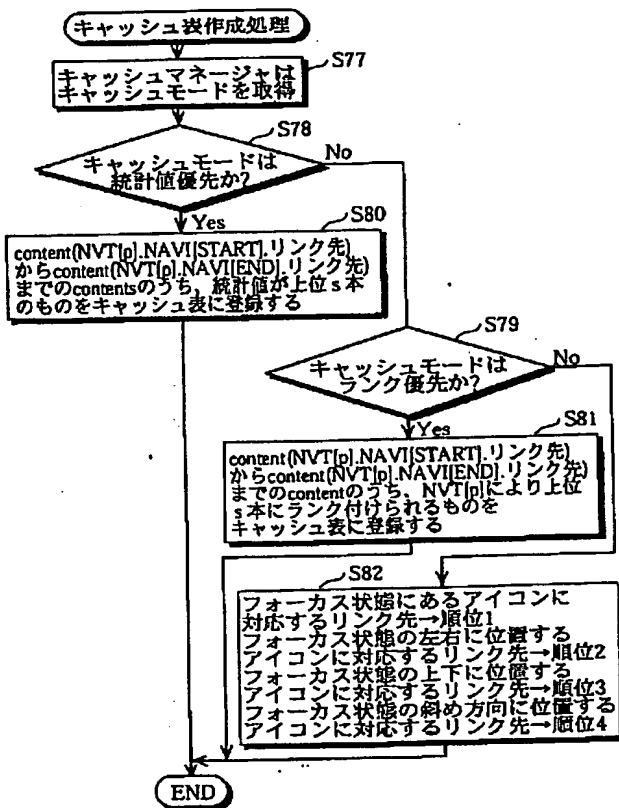 キャッシュ表作成処理
S77
キャッシュマネージャは
キャッシュモードを取得
S78
キャッシュモードは
統計値優先か?
No
Yes
S80
content(NVT[p].NAVI[START].リンク先)
からcontent(NVT[p].NAVI[END].リンク先)
までのcontentsのうち、統計値が上位s本
のものをキャッシュ表に登録する
S79
キャッシュモードは
ランク優先か?
No
Yes
S81
content(NVT[p].NAVI[START].リンク先)
からcontent(NVT[p].NAVI[END].リンク先)
までのcontentのうち、NVT[p]により上位
s本にランク付けられるものを
キャッシュ表に登録する
S82
フォーカス状態にあるアイコンに
対応するリンク先→順位1
フォーカス状態の左右に位置する
アイコンに対応するリンク先→順位2
フォーカス状態の上下に位置する
アイコンに対応するリンク先→順位3
フォーカス状態の斜め方向に位置する
アイコンに対応するリンク先→順位4
END